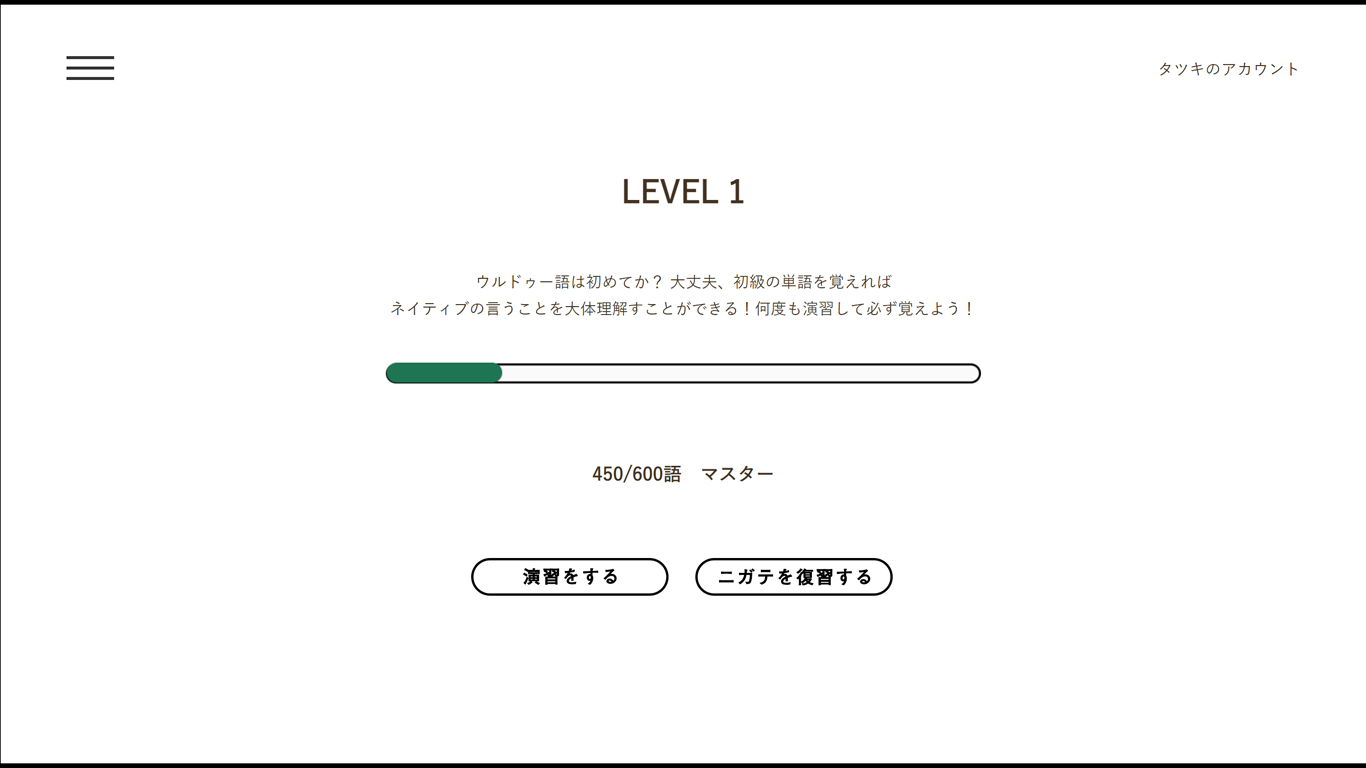 タツキのアカウント
LEVEL 1
ウルドゥー語は初めてか？ 大丈夫、初級の単語を覚えれば
ネイティブの言うことを大体理解すことができる！何度も演習して必ず覚えよう！
450/600語　マスター
演習をする
ニガテを復習する